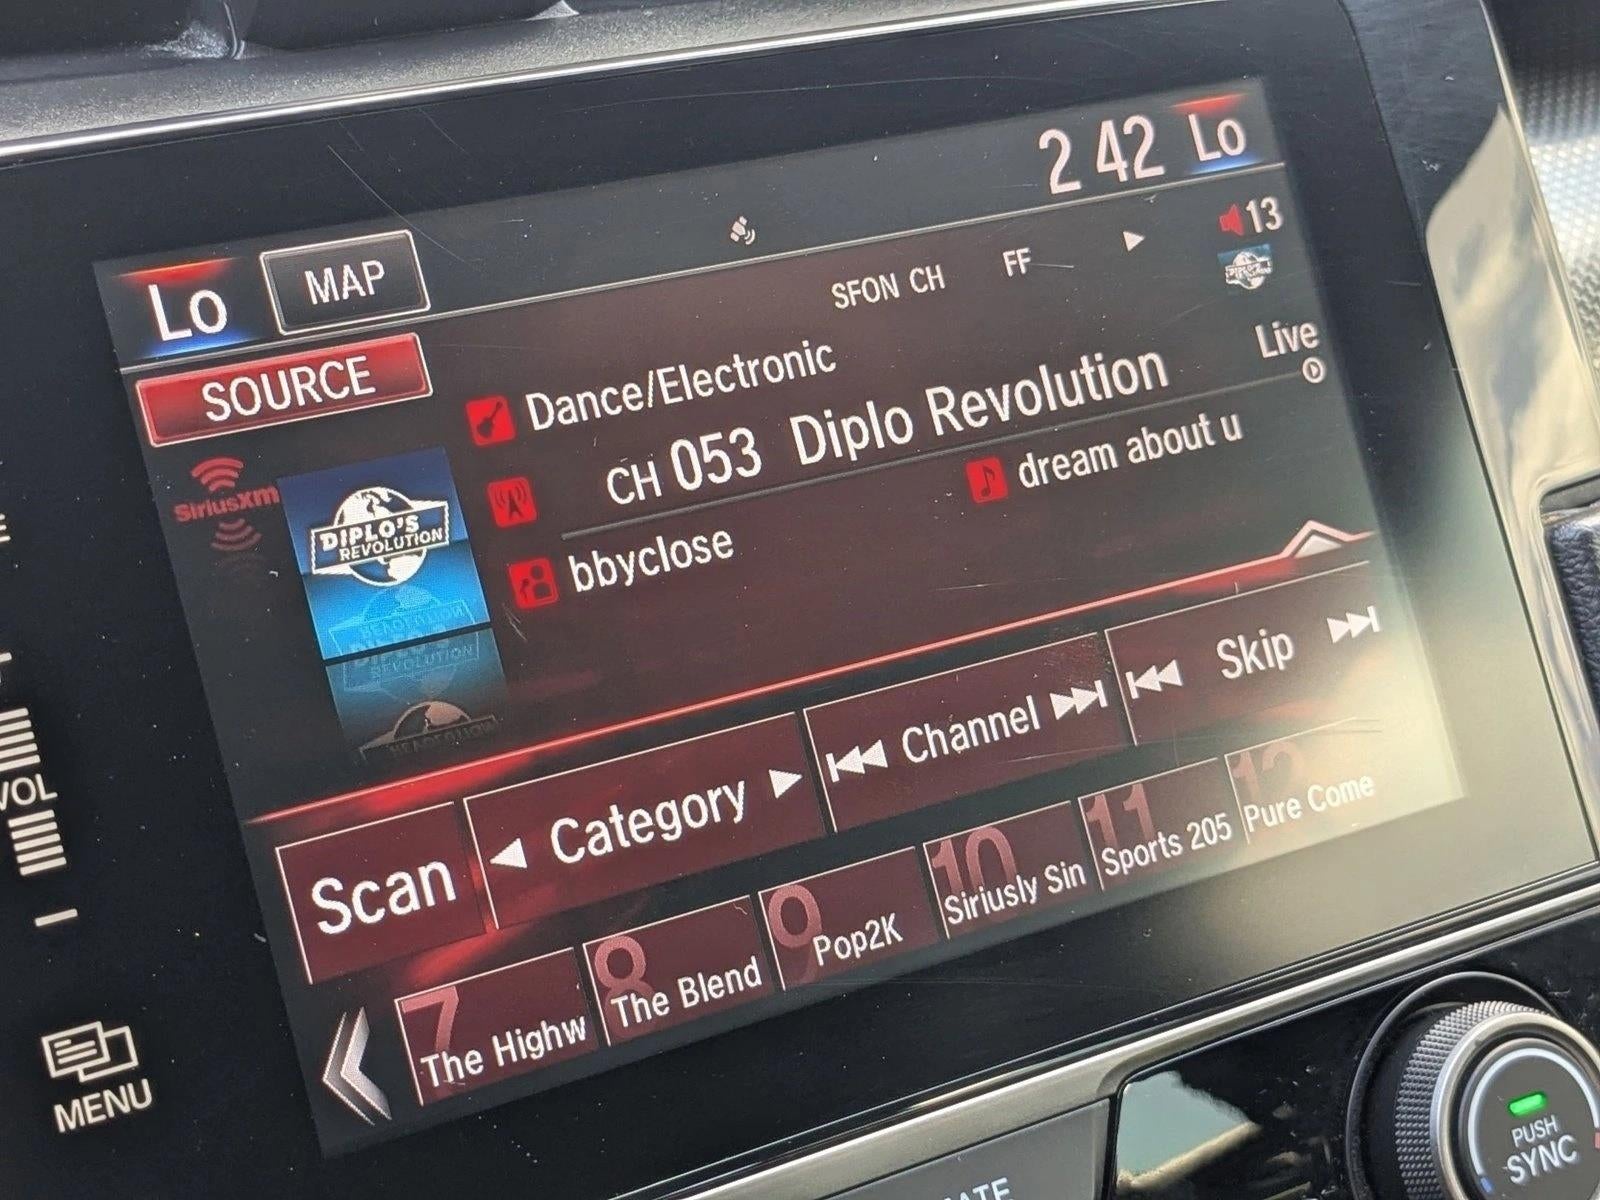 2 42 Lo
Lo MAP
13
SFON CH FF
SOURCE
Dance/Electronic
Live
CH 053 Diplo Revolution
SiriusXm
DIPLO'S
REVOLUTION
bbyclose
dream about u
Scan
Category
Channel
Skip
7 The Highw
8 The Blend
9 Pop2K
10 Siriusly Sin
11 Sports 205
12 Pure Come
VOL
MENU
PUSH
SYNC